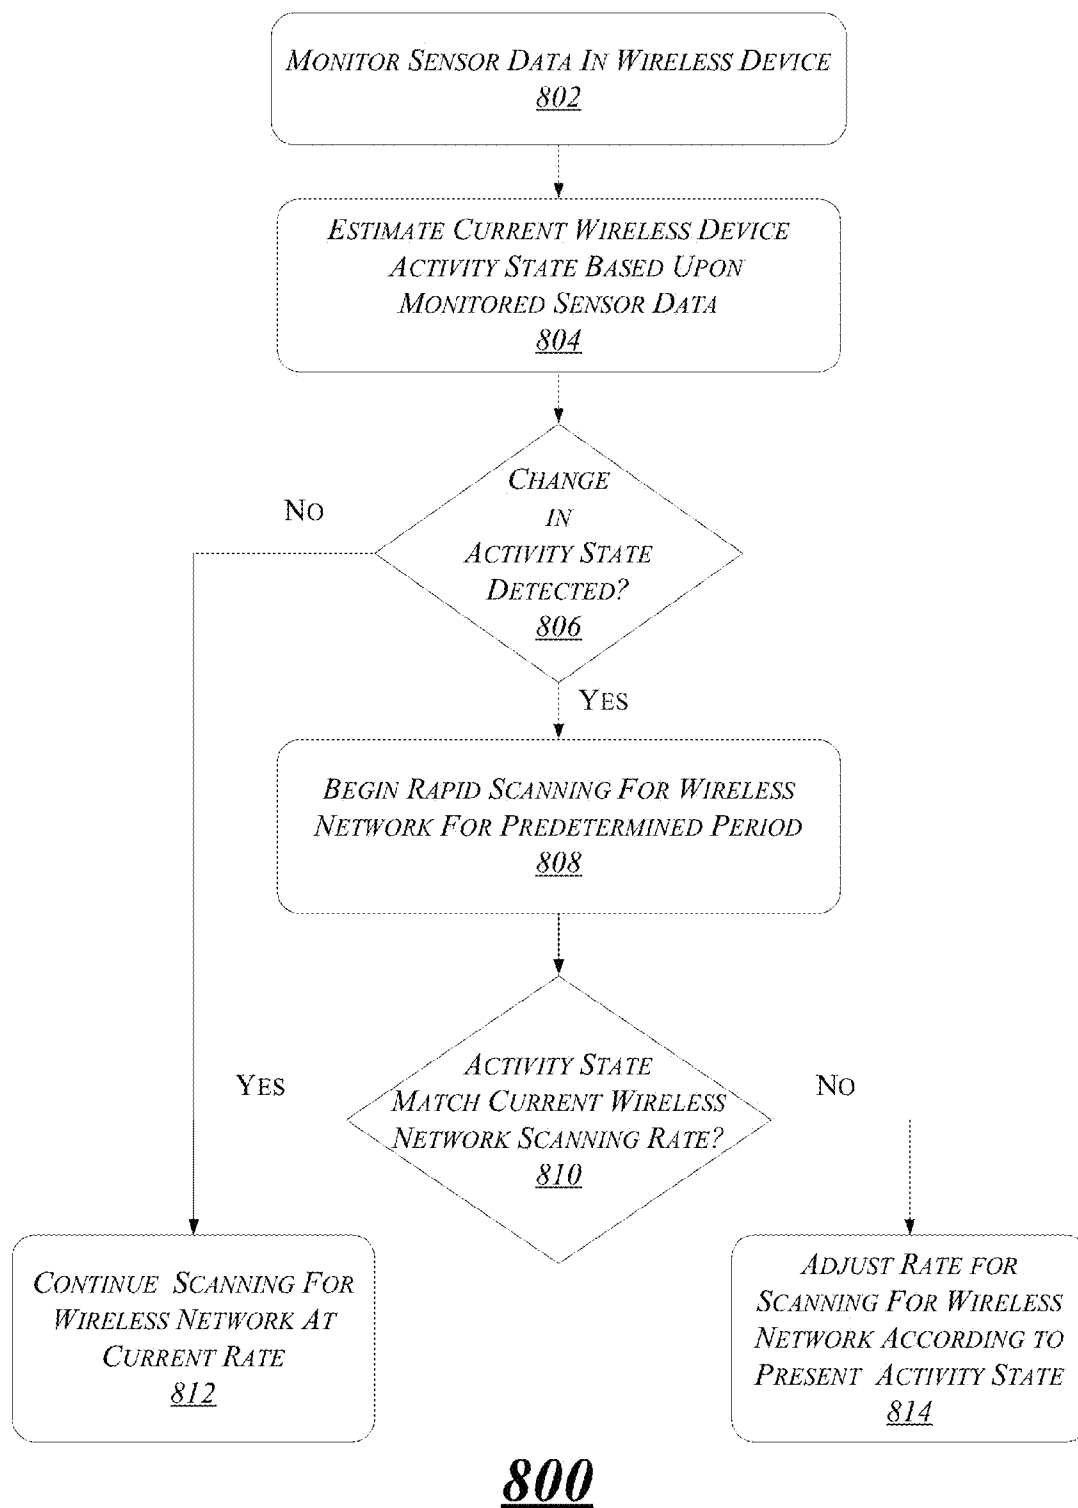 MONITOR SENSOR DATA IN WIRELESS DEVICE
802
ESTIMATE CURRENT WIRELESS DEVICE
ACTIVITY STATE BASED UPON
MONITORED SENSOR DATA
804
CHANGE
IN
ACTIVITY STATE
DETECTED?
806
NO
YES
BEGIN RAPID SCANNING FOR WIRELESS
NETWORK FOR PREDETERMINED PERIOD
808
ACTIVITY STATE
MATCH CURRENT WIRELESS
NETWORK SCANNING RATE?
810
YES
NO
CONTINUE SCANNING FOR
WIRELESS NETWORK AT
CURRENT RATE
812
ADJUST RATE FOR
SCANNING FOR WIRELESS
NETWORK ACCORDING TO
PRESENT ACTIVITY STATE
814
800